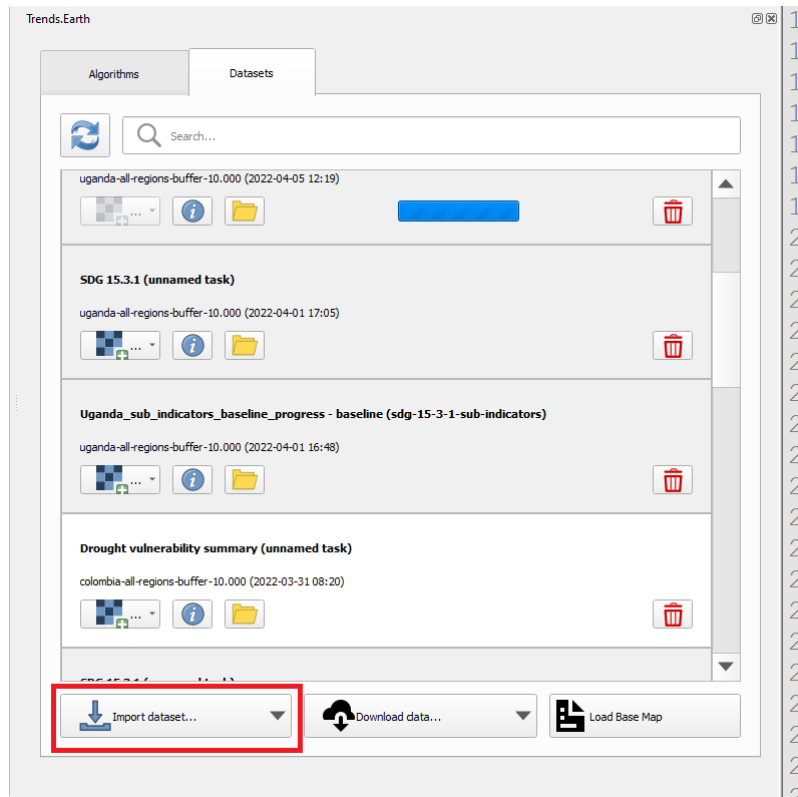 Trends.Earth
Algorithms
Datasets
Search...
uganda-all-regions-buffer-10.000 (2022-04-05 12:19)
...
SDG 15.3.1 (unnamed task)
uganda-all-regions-buffer-10.000 (2022-04-01 17:05)
...
Uganda_sub_indicators_baseline_progress - baseline (sdg-15-3-1-sub-indicators)
uganda-all-regions-buffer-10.000 (2022-04-01 16:48)
...
Drought vulnerability summary (unnamed task)
colombia-all-regions-buffer-10.000 (2022-03-31 08:20)
...
Import dataset...
Download data...
Load Base Map